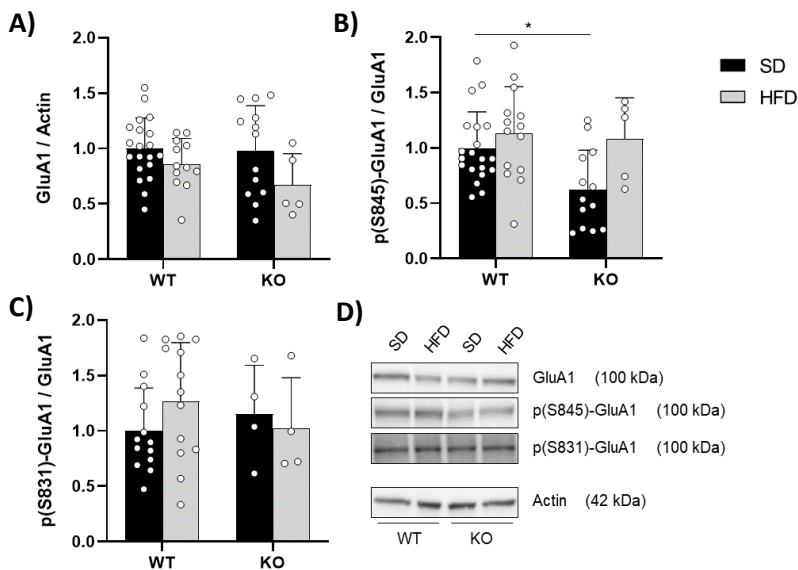 A)
GluA1 / Actin
2.0
1.5
1.0
0.5
0.0
WT
KO
B)
p(S845)-GluA1 / GluA1
2.0
1.5
1.0
0.5
0.0
*
WT
KO
SD
HFD
C)
p(S831)-GluA1 / GluA1
2.0
1.5
1.0
0.5
0.0
WT
KO
D)
SD HFD SD HFD
GluA1 (100 kDa)
p(S845)-GluA1 (100 kDa)
p(S831)-GluA1 (100 kDa)
Actin (42 kDa)
WT KO